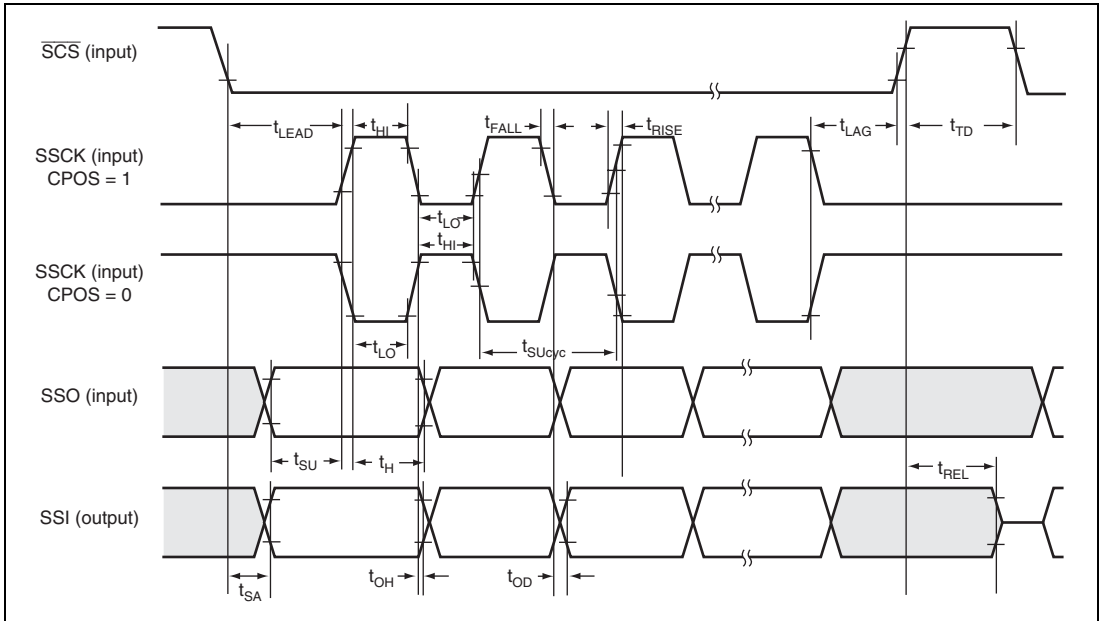 SCS (input)
tLEAD
tHI
tFALL
tRISE
tLAG
tTD
SSCK (input)
CPOS = 1
tLO
tHI
SSCK (input)
CPOS = 0
tLO
tSUcyc
SSO (input)
tSU
tH
tREL
SSI (output)
tSA
tOH
tOD